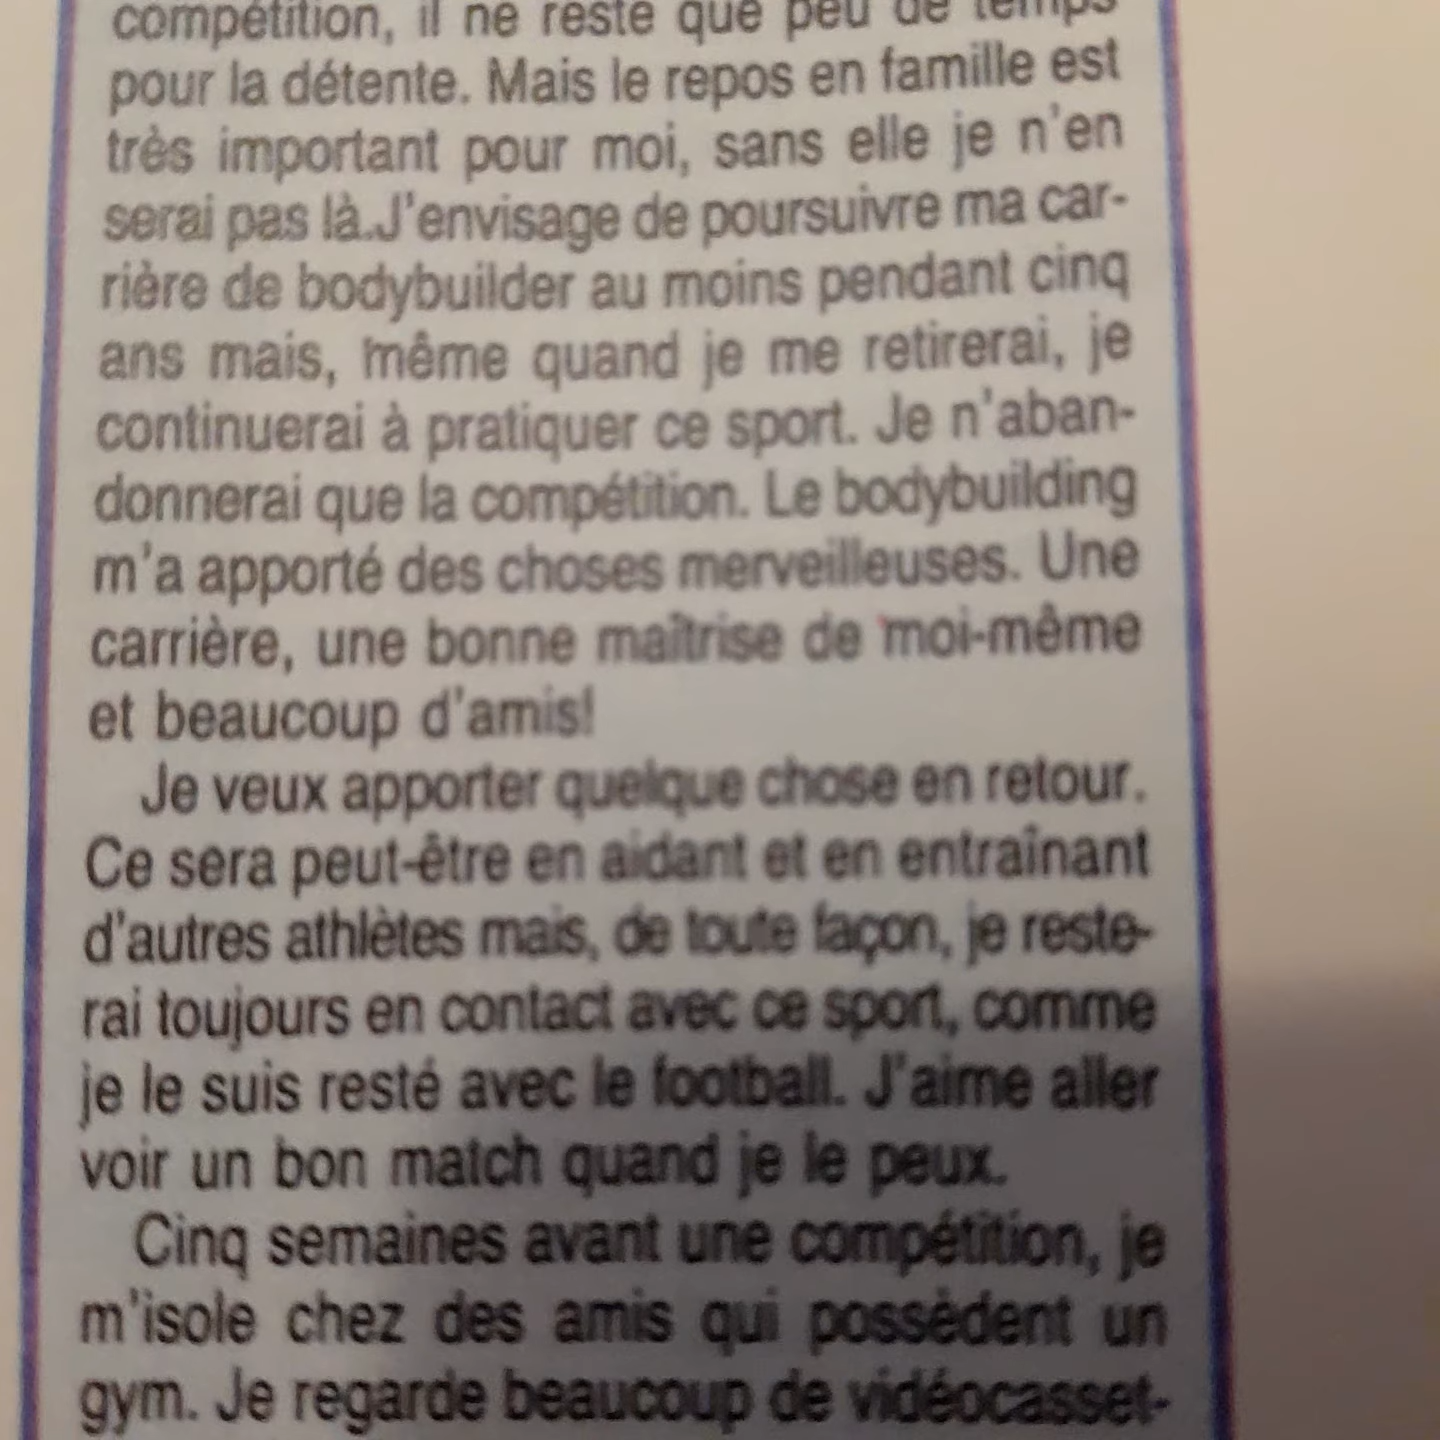 compétition, il ne reste que peu de temps
pour la détente. Mais le repos en famille est
très important pour moi, sans elle je n'en
serai pas là.J'envisage de poursuivre ma car-
rière de bodybuilder au moins pendant cinq
ans mais, même quand je me retirerai, je
continuerai à pratiquer ce sport. Je n'aban-
donnerai que la compétition. Le bodybuilding
m'a apporté des choses merveilleuses. Une
carrière, une bonne maîtrise de moi-même
et beaucoup d'amis!
Je veux apporter quelque chose en retour.
Ce sera peut-être en aidant et en entraînant
d'autres athlètes mais, de toute façon, je reste-
rai toujours en contact avec ce sport, comme
je le suis resté avec le football. J'aime aller
voir un bon match quand je le peux.
Cinq semaines avant une compétition, je
m'isole chez des amis qui possèdent un
gym. Je regarde beaucoup de vidéocasset-